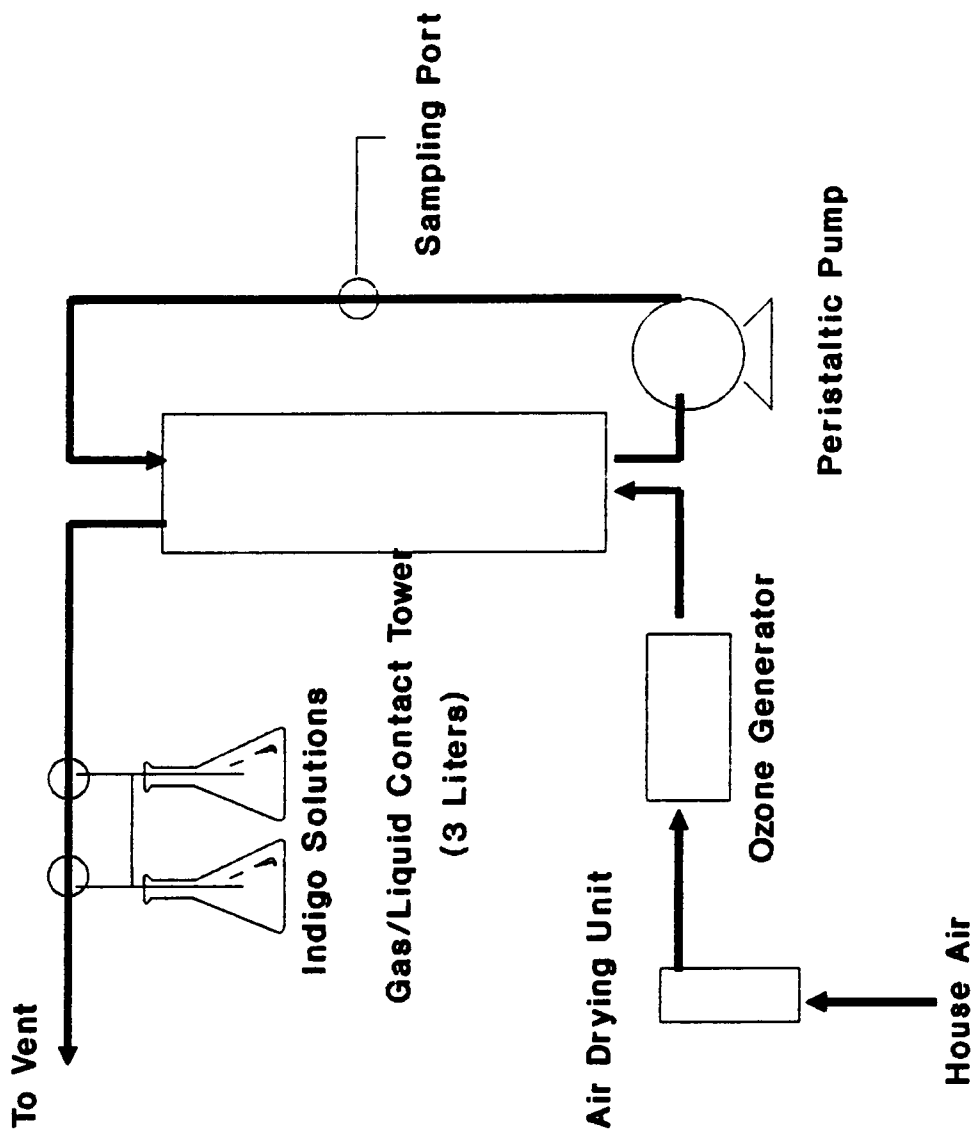 To Vent
Indigo Solutions
Gas/Liquid Contact Tower
(3 Liters)
Sampling Port
Air Drying Unit
Ozone Generator
Peristaltic Pump
House Air